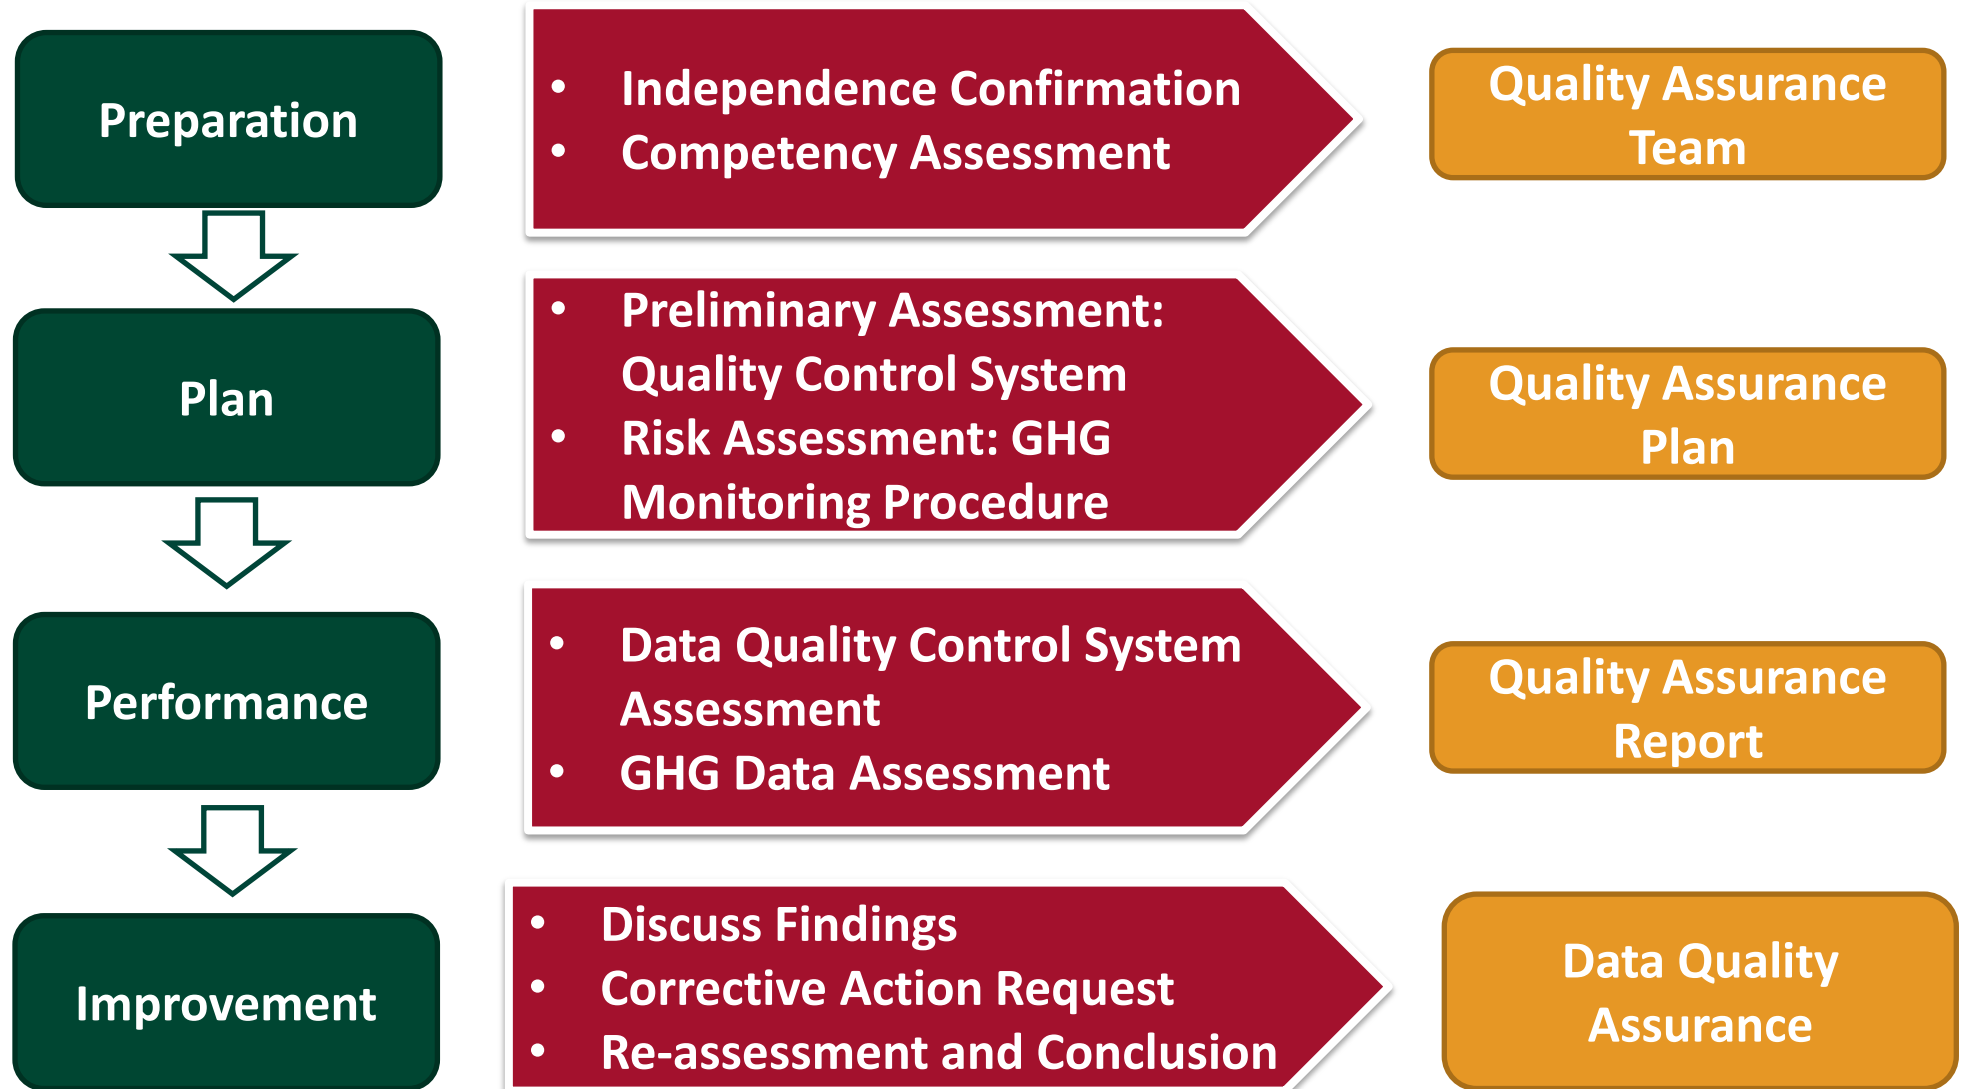 Preparation
• Independence Confirmation
• Competency Assessment
Quality Assurance
Team
Plan
• Preliminary Assessment:
Quality Control System
• Risk Assessment: GHG
Monitoring Procedure
Quality Assurance
Plan
Performance
• Data Quality Control System
Assessment
• GHG Data Assessment
Quality Assurance
Report
Improvement
• Discuss Findings
• Corrective Action Request
• Re-assessment and Conclusion
Data Quality
Assurance